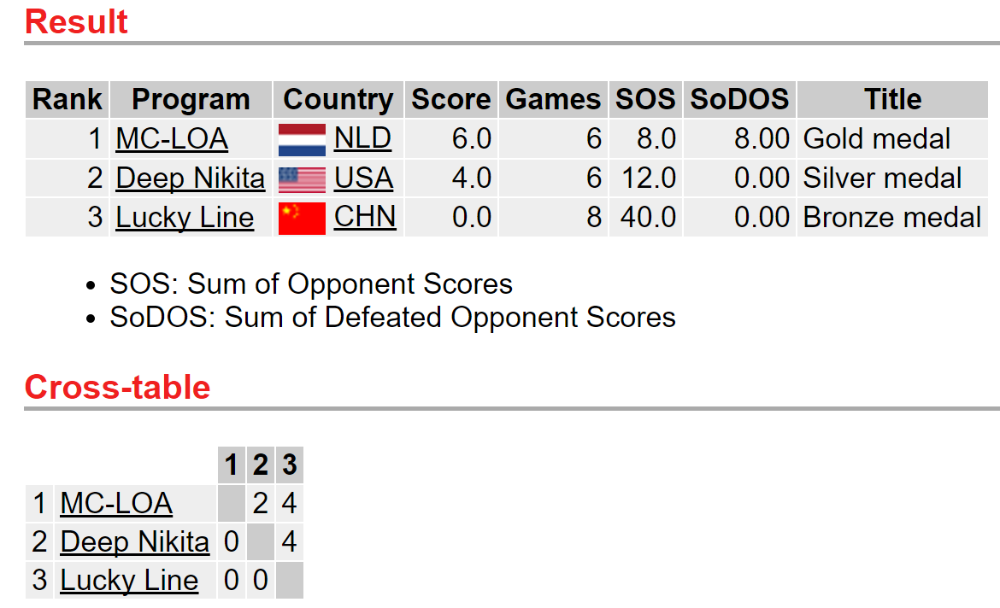 Result
Rank Program Country Score Games SOS SoDOS Title
1 MC-LOA NLD 6.0 6 8.0 8.00 Gold medal
2 Deep Nikita USA 4.0 6 12.0 0.00 Silver medal
3 Lucky Line CHN 0.0 8 40.0 0.00 Bronze medal
• SOS: Sum of Opponent Scores
• SoDOS: Sum of Defeated Opponent Scores
Cross-table
1 2 3
1 MC-LOA 2 4
2 Deep Nikita 0 4
3 Lucky Line 0 0